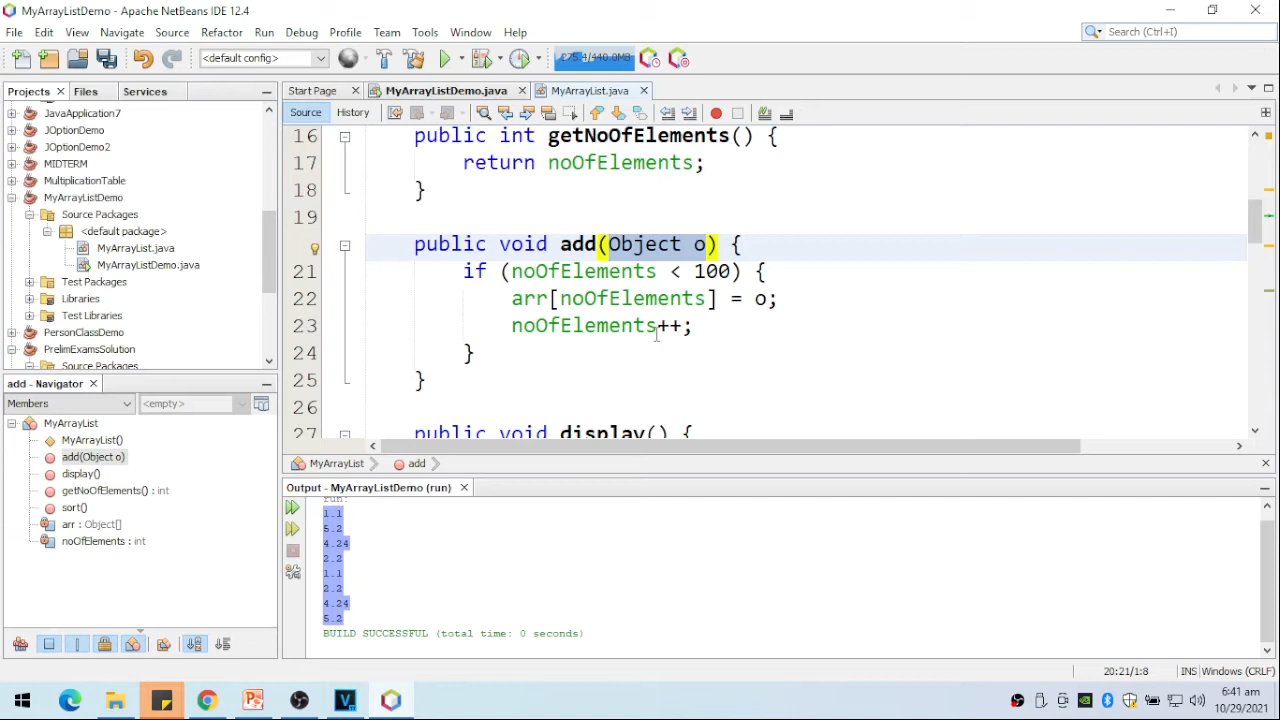 MyArrayListDemo - Apache NetBeans IDE 12.4
File Edit View Navigate Source Refactor Run Debug Profile Team Tools Window Help
Search (Ctrl+I)
<default config>
Projects Files Services
Start Page MyArrayListDemo.java MyArrayList.java
Source History
JavaApplication7
JOptionDemo
JOptionDemo2
MIDTERM
MultiplicationTable
MyArrayListDemo
Source Packages
<default package>
MyArrayList.java
MyArrayListDemo.java
Test Packages
Libraries
Test Libraries
PersonClassDemo
PrelimExamsSolution
Source Packages
16 public int getNoOfElements() {
17 return noOfElements;
18 }
19
public void add(Object o) {
21 if (noOfElements < 100) {
22 arr[noOfElements] = o;
23 noOfElements++;
24 }
25 }
26
27 public void display() {
MyArrayList add
add - Navigator
Members <empty>
MyArrayList
MyArrayList()
add(Object o)
display()
getNoOfElements() : int
sort()
arr : Object[]
noOfElements : int
Output - MyArrayListDemo (run)
run:
1.1
5.2
4.24
2.2
1.1
2.2
4.24
5.2
BUILD SUCCESSFUL (total time: 0 seconds)
20:21/1:8 INS Windows (CRLF)
6:41 am
10/29/2021